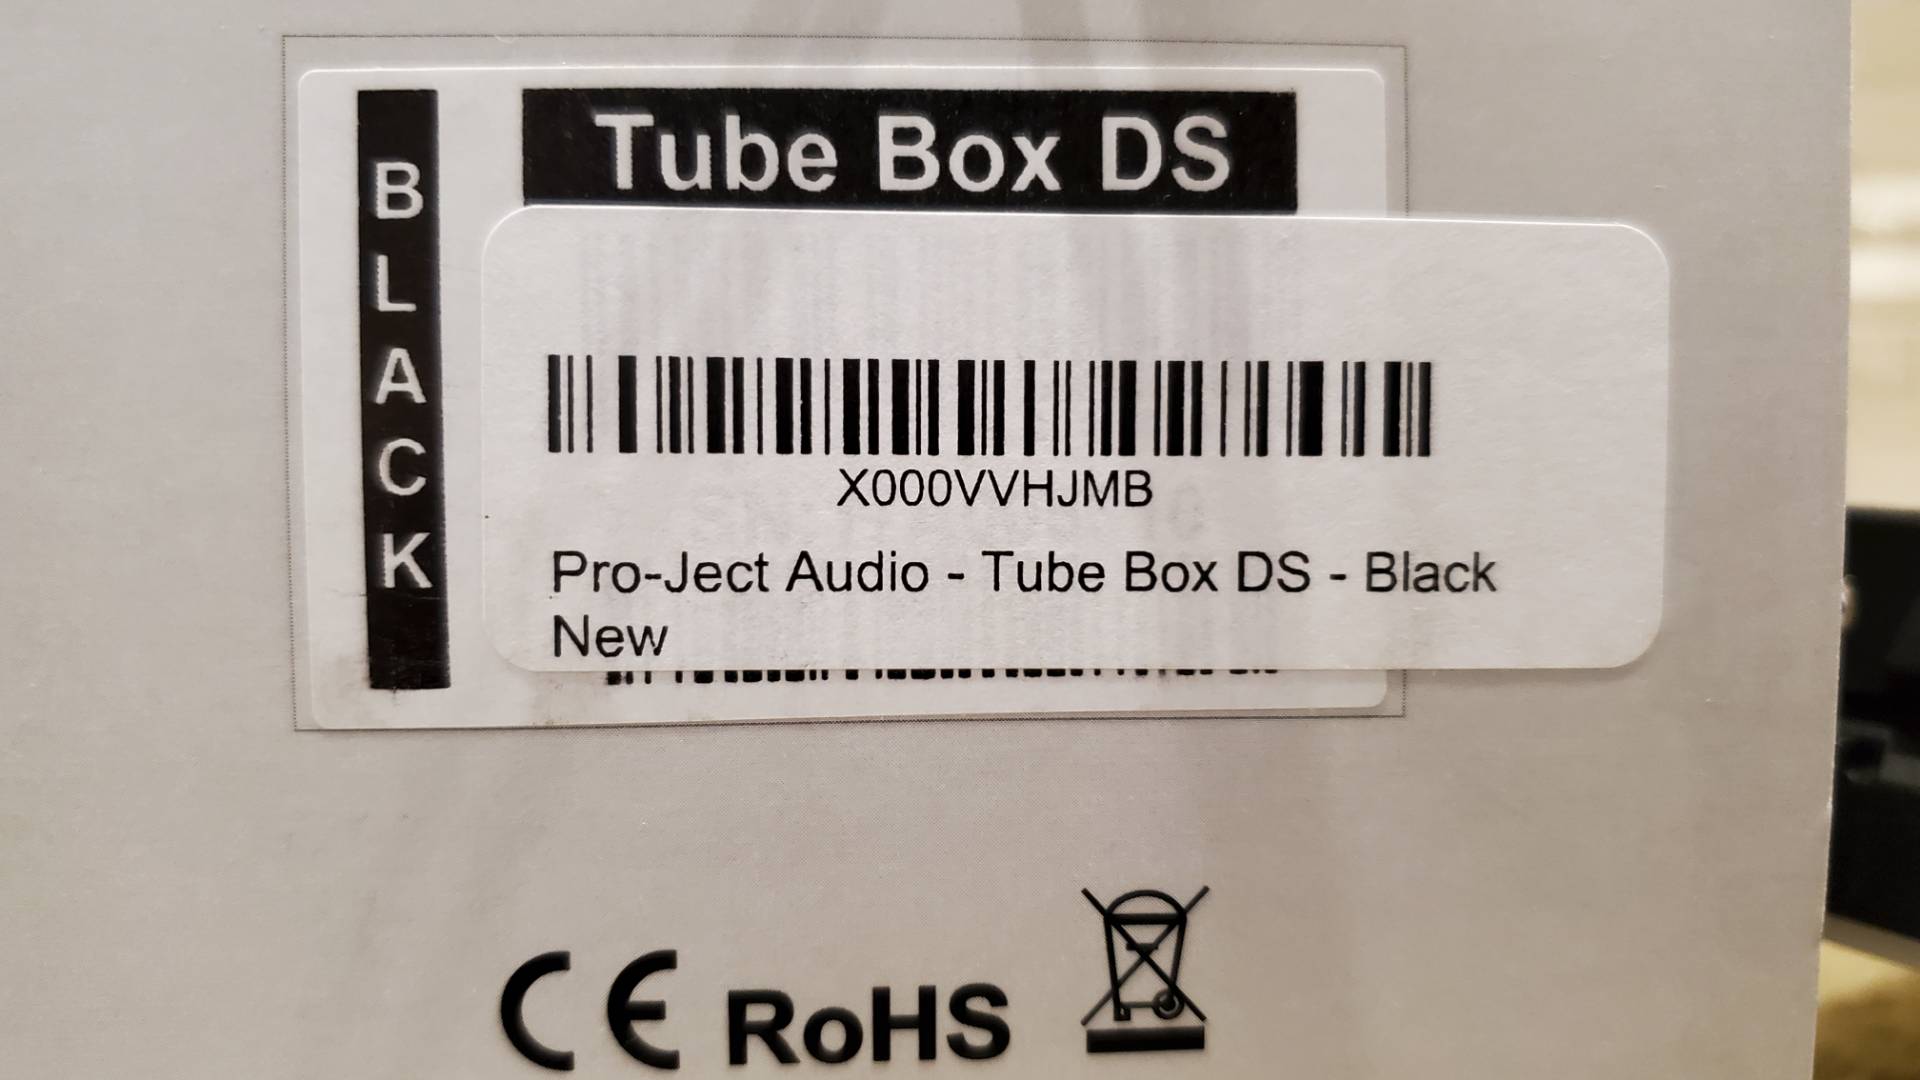 BLACK
Tube Box DS
X000VVHJMB
Pro-Ject Audio - Tube Box DS - Black
New
CE RoHS